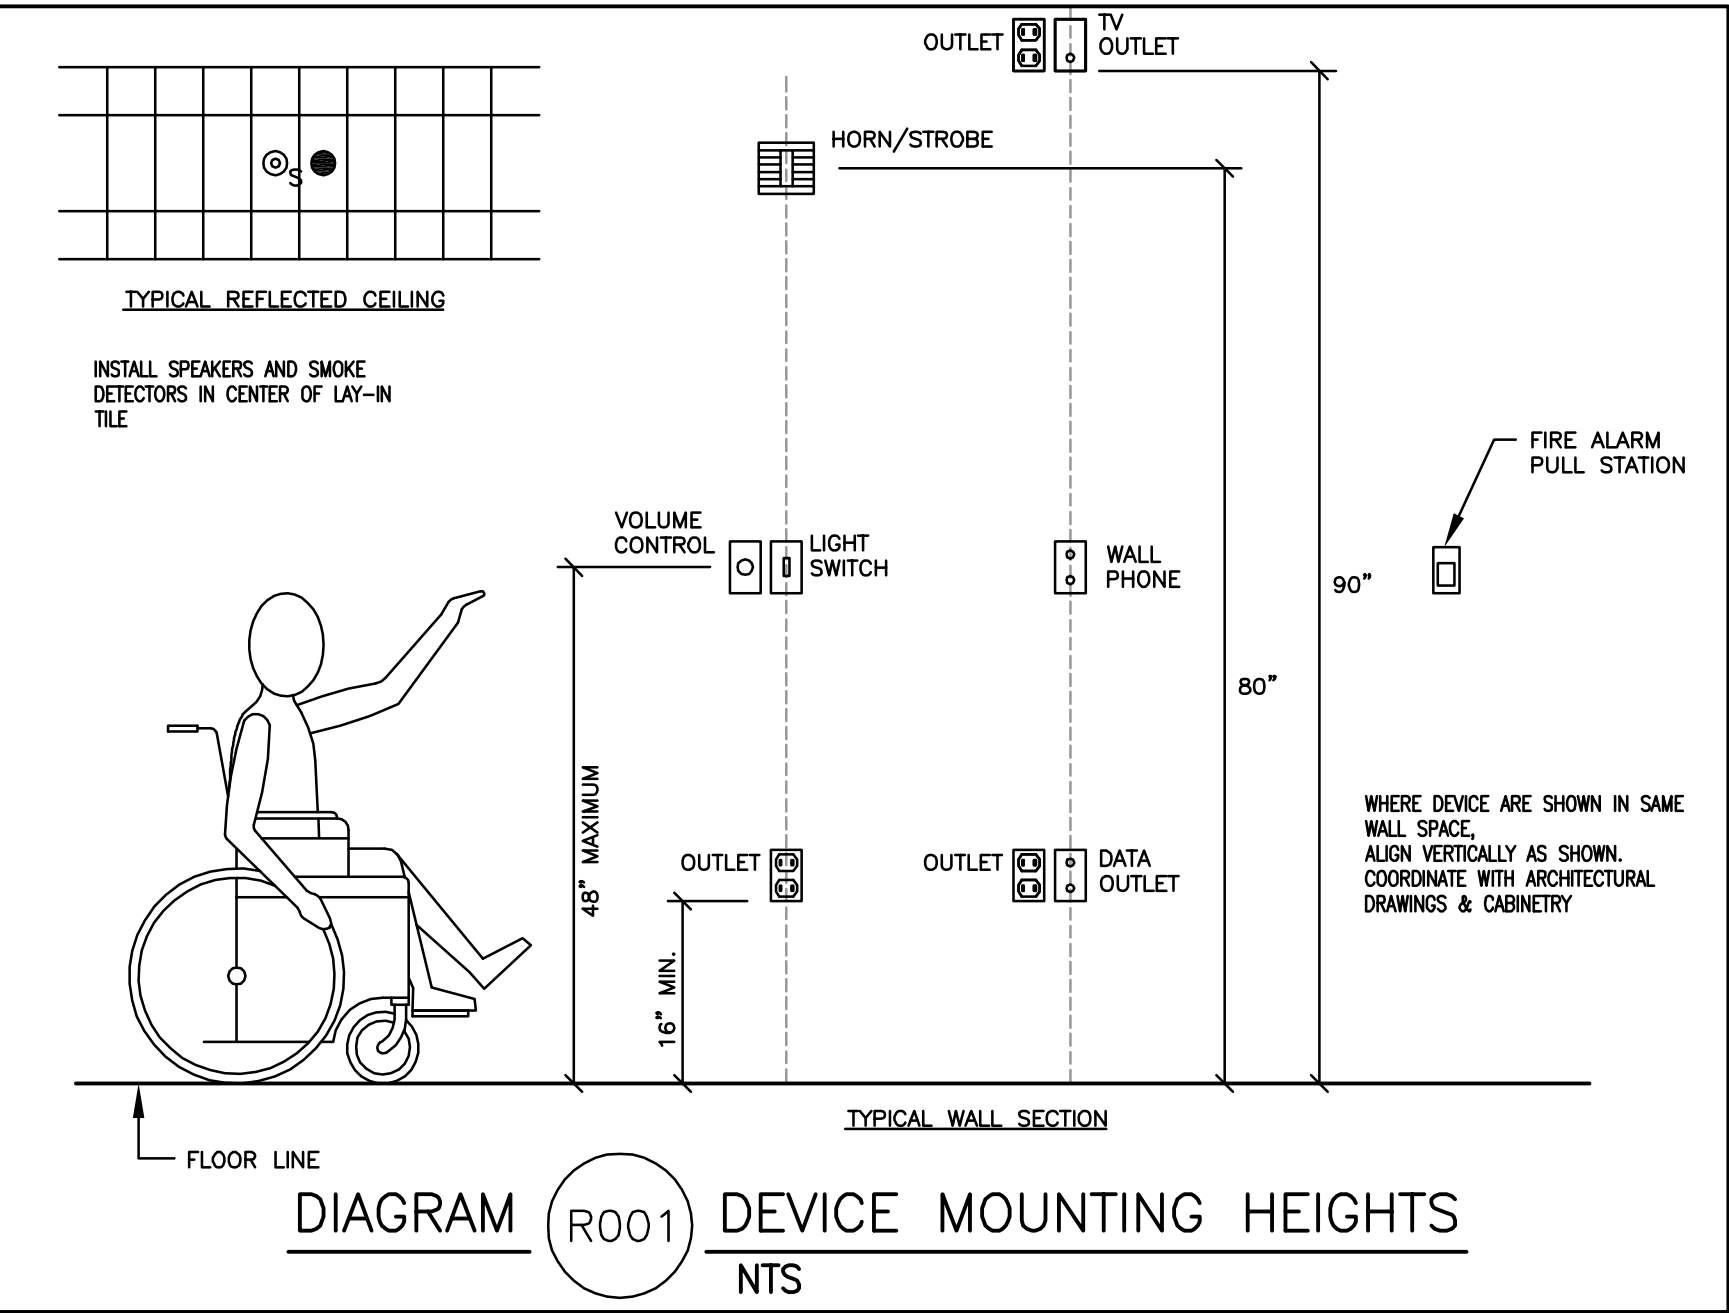 OUTLET
TV
OUTLET
HORN/STROBE
S
TYPICAL REFLECTED CEILING
INSTALL SPEAKERS AND SMOKE
DETECTORS IN CENTER OF LAY-IN
TILE
FIRE ALARM
PULL STATION
VOLUME
CONTROL
LIGHT
SWITCH
WALL
PHONE
90"
80"
48" MAXIMUM
WHERE DEVICE ARE SHOWN IN SAME
WALL SPACE,
ALIGN VERTICALLY AS SHOWN.
COORDINATE WITH ARCHITECTURAL
DRAWINGS & CABINETRY
OUTLET
OUTLET
DATA
OUTLET
16" MIN.
TYPICAL WALL SECTION
FLOOR LINE
DIAGRAM R001 DEVICE MOUNTING HEIGHTS
NTS